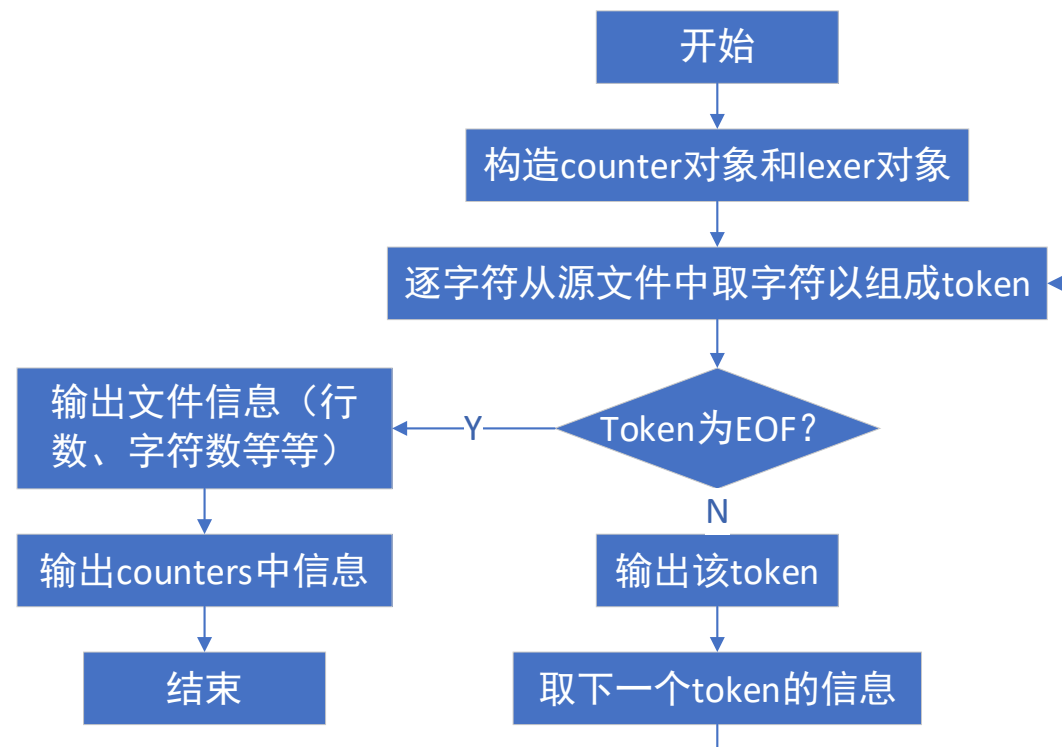 开始
构造counter对象和lexer对象
逐字符从源文件中取字符以组成token
Token为EOF？
Y
输出文件信息（行
数、字符数等等）
N
输出counters中信息
输出该token
结束
取下一个token的信息